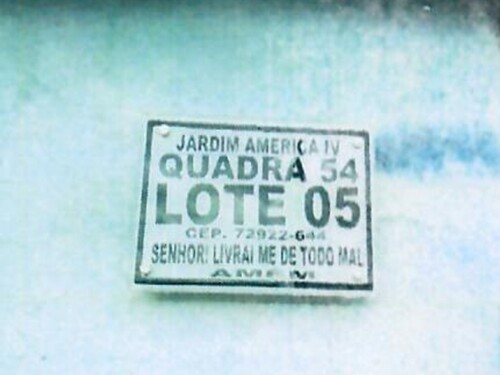 JARDIM AMERICA IV
QUADRA 54
LOTE 05
CEP. 72922-644
SENHOR! LIVRAI ME DE TODO MAL
AMEM